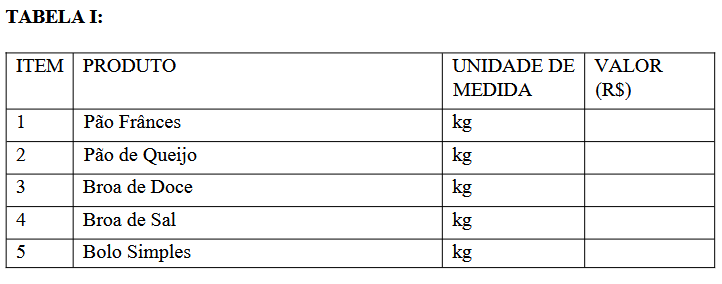 TABELA I:
ITEM PRODUTO UNIDADE DE MEDIDA VALOR (R$)
1 Pão Frânces kg
2 Pão de Queijo kg
3 Broa de Doce kg
4 Broa de Sal kg
5 Bolo Simples kg